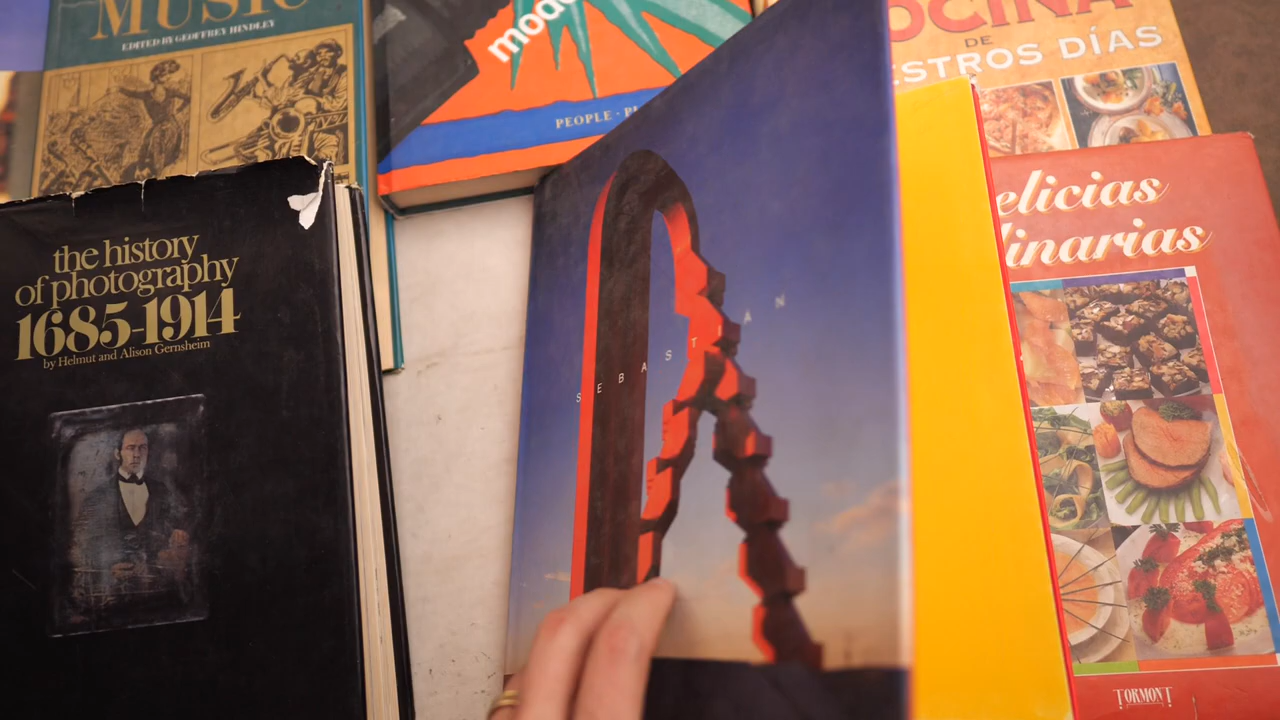 MUSIC
EDITED BY GEOFFREY HINDLEY
the history
of photography
1685-1914
by Helmut and Alison Gernsheim
PEOPLE
SEBASTIAN
COCINA
DE
ESTROS DÍAS
elicias
linarias
TORMONT